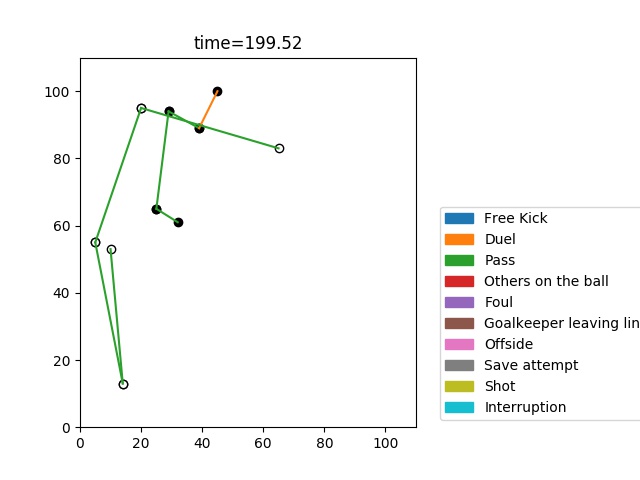 time=199.52
100
80
60
40
20
0
0 20 40 60 80 100
Free Kick
Duel
Pass
Others on the ball
Foul
Goalkeeper leaving lin
Offside
Save attempt
Shot
Interruption